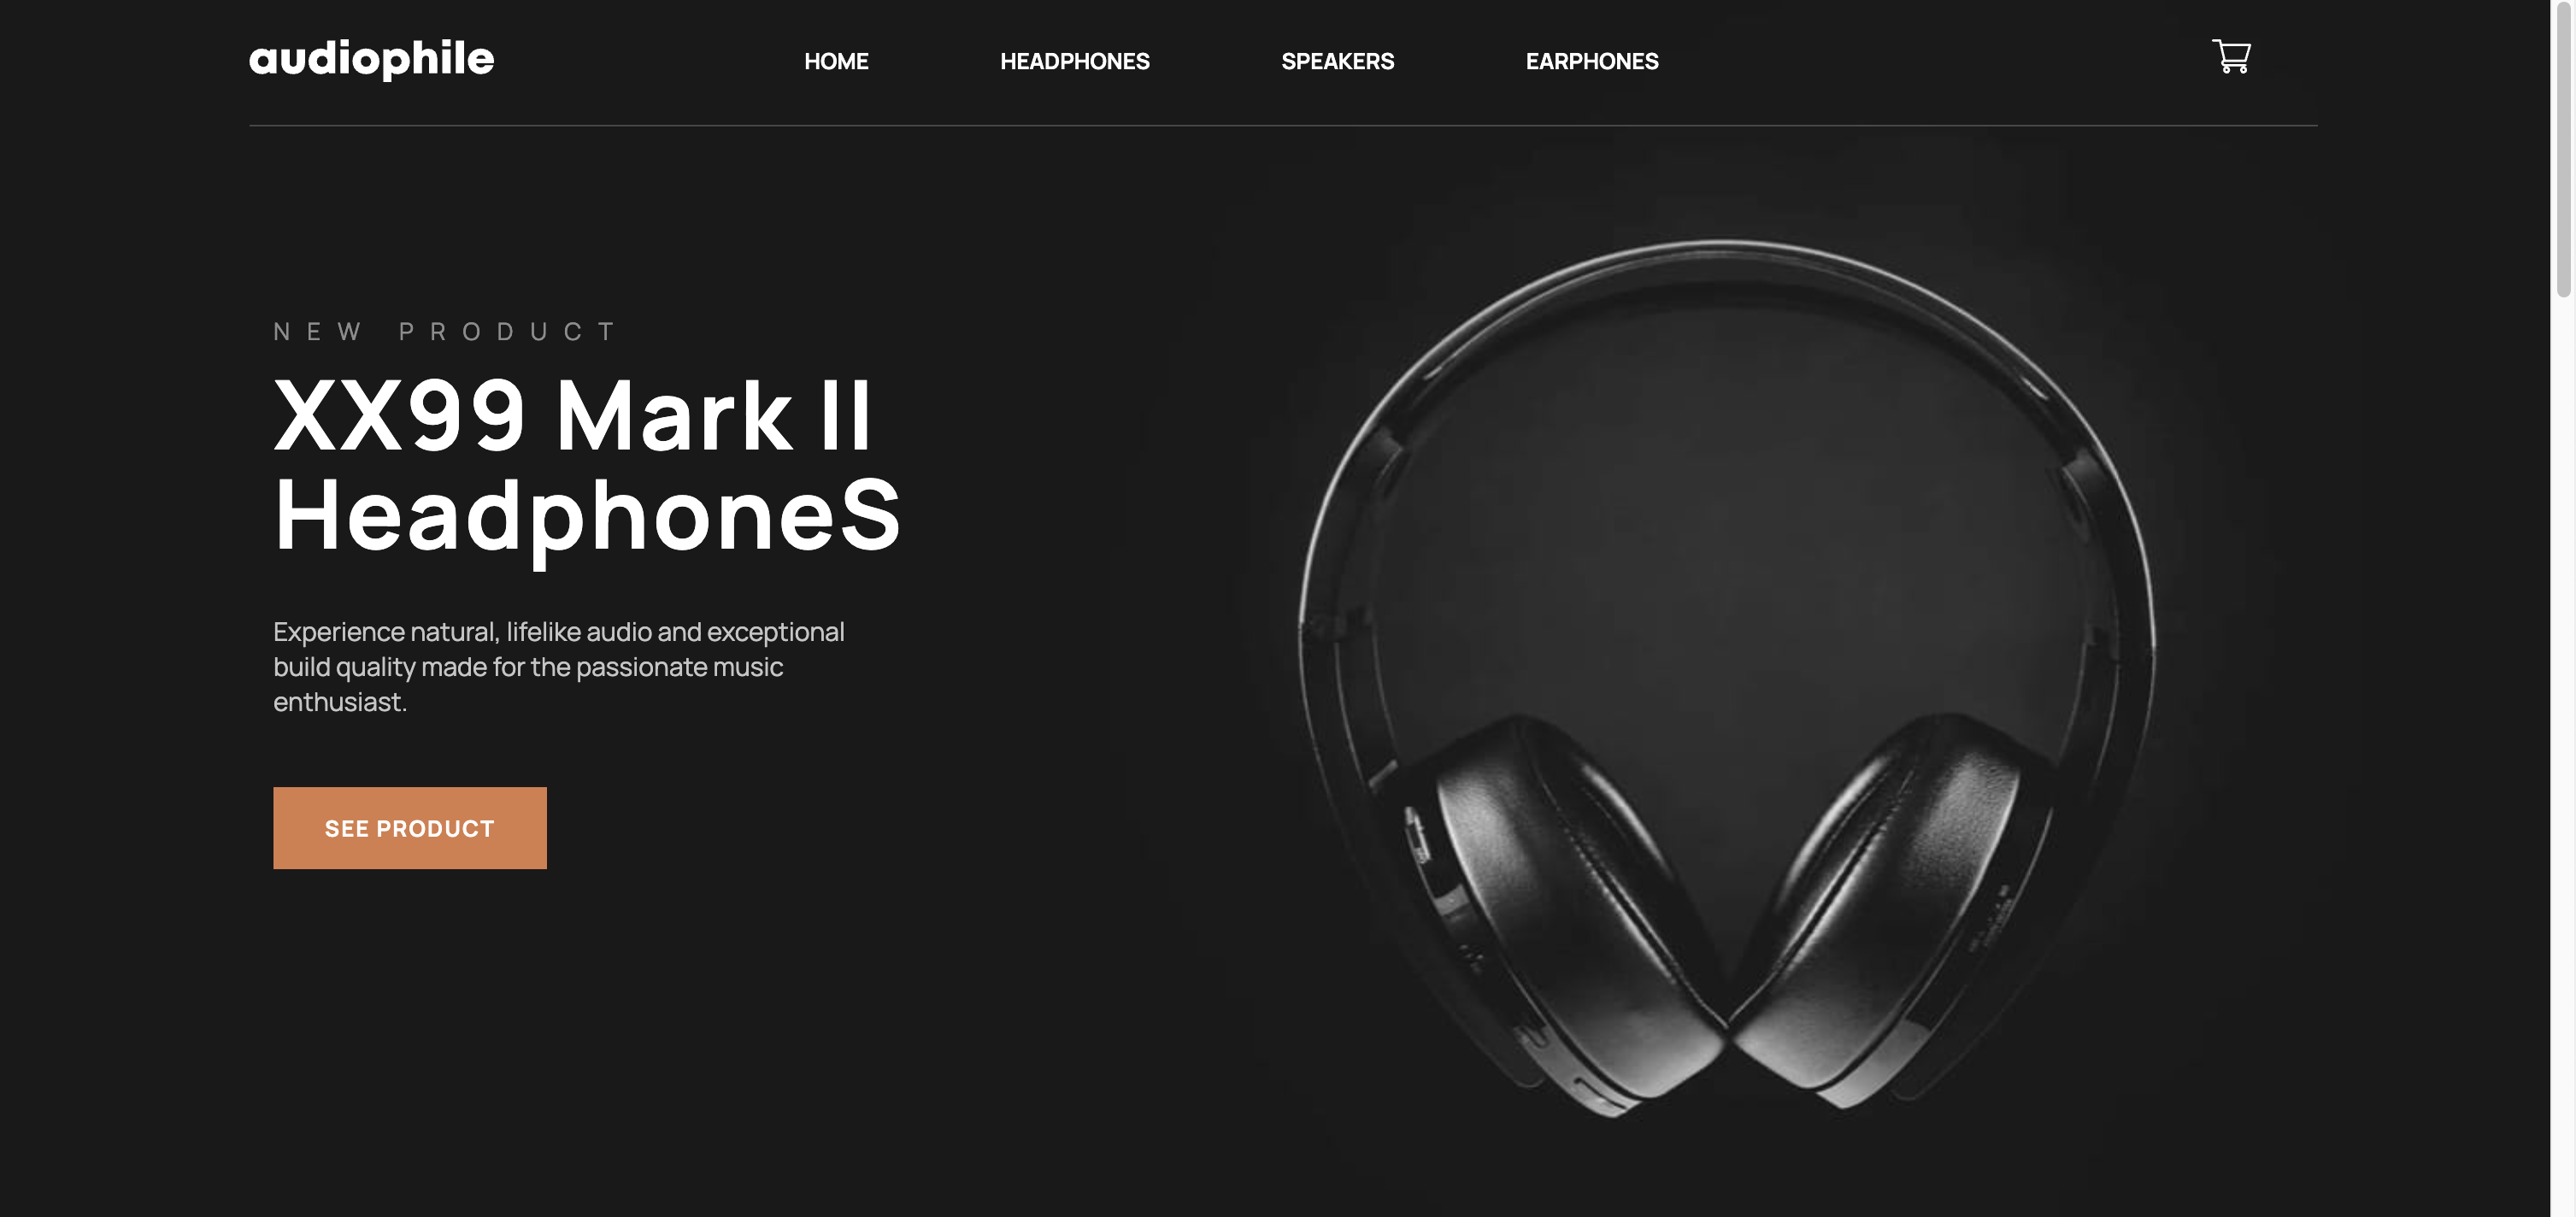 audiophile
HOME
HEADPHONES
SPEAKERS
EARPHONES
NEW PRODUCT
XX99 Mark II
HeadphoneS
Experience natural, lifelike audio and exceptional
build quality made for the passionate music
enthusiast.
SEE PRODUCT